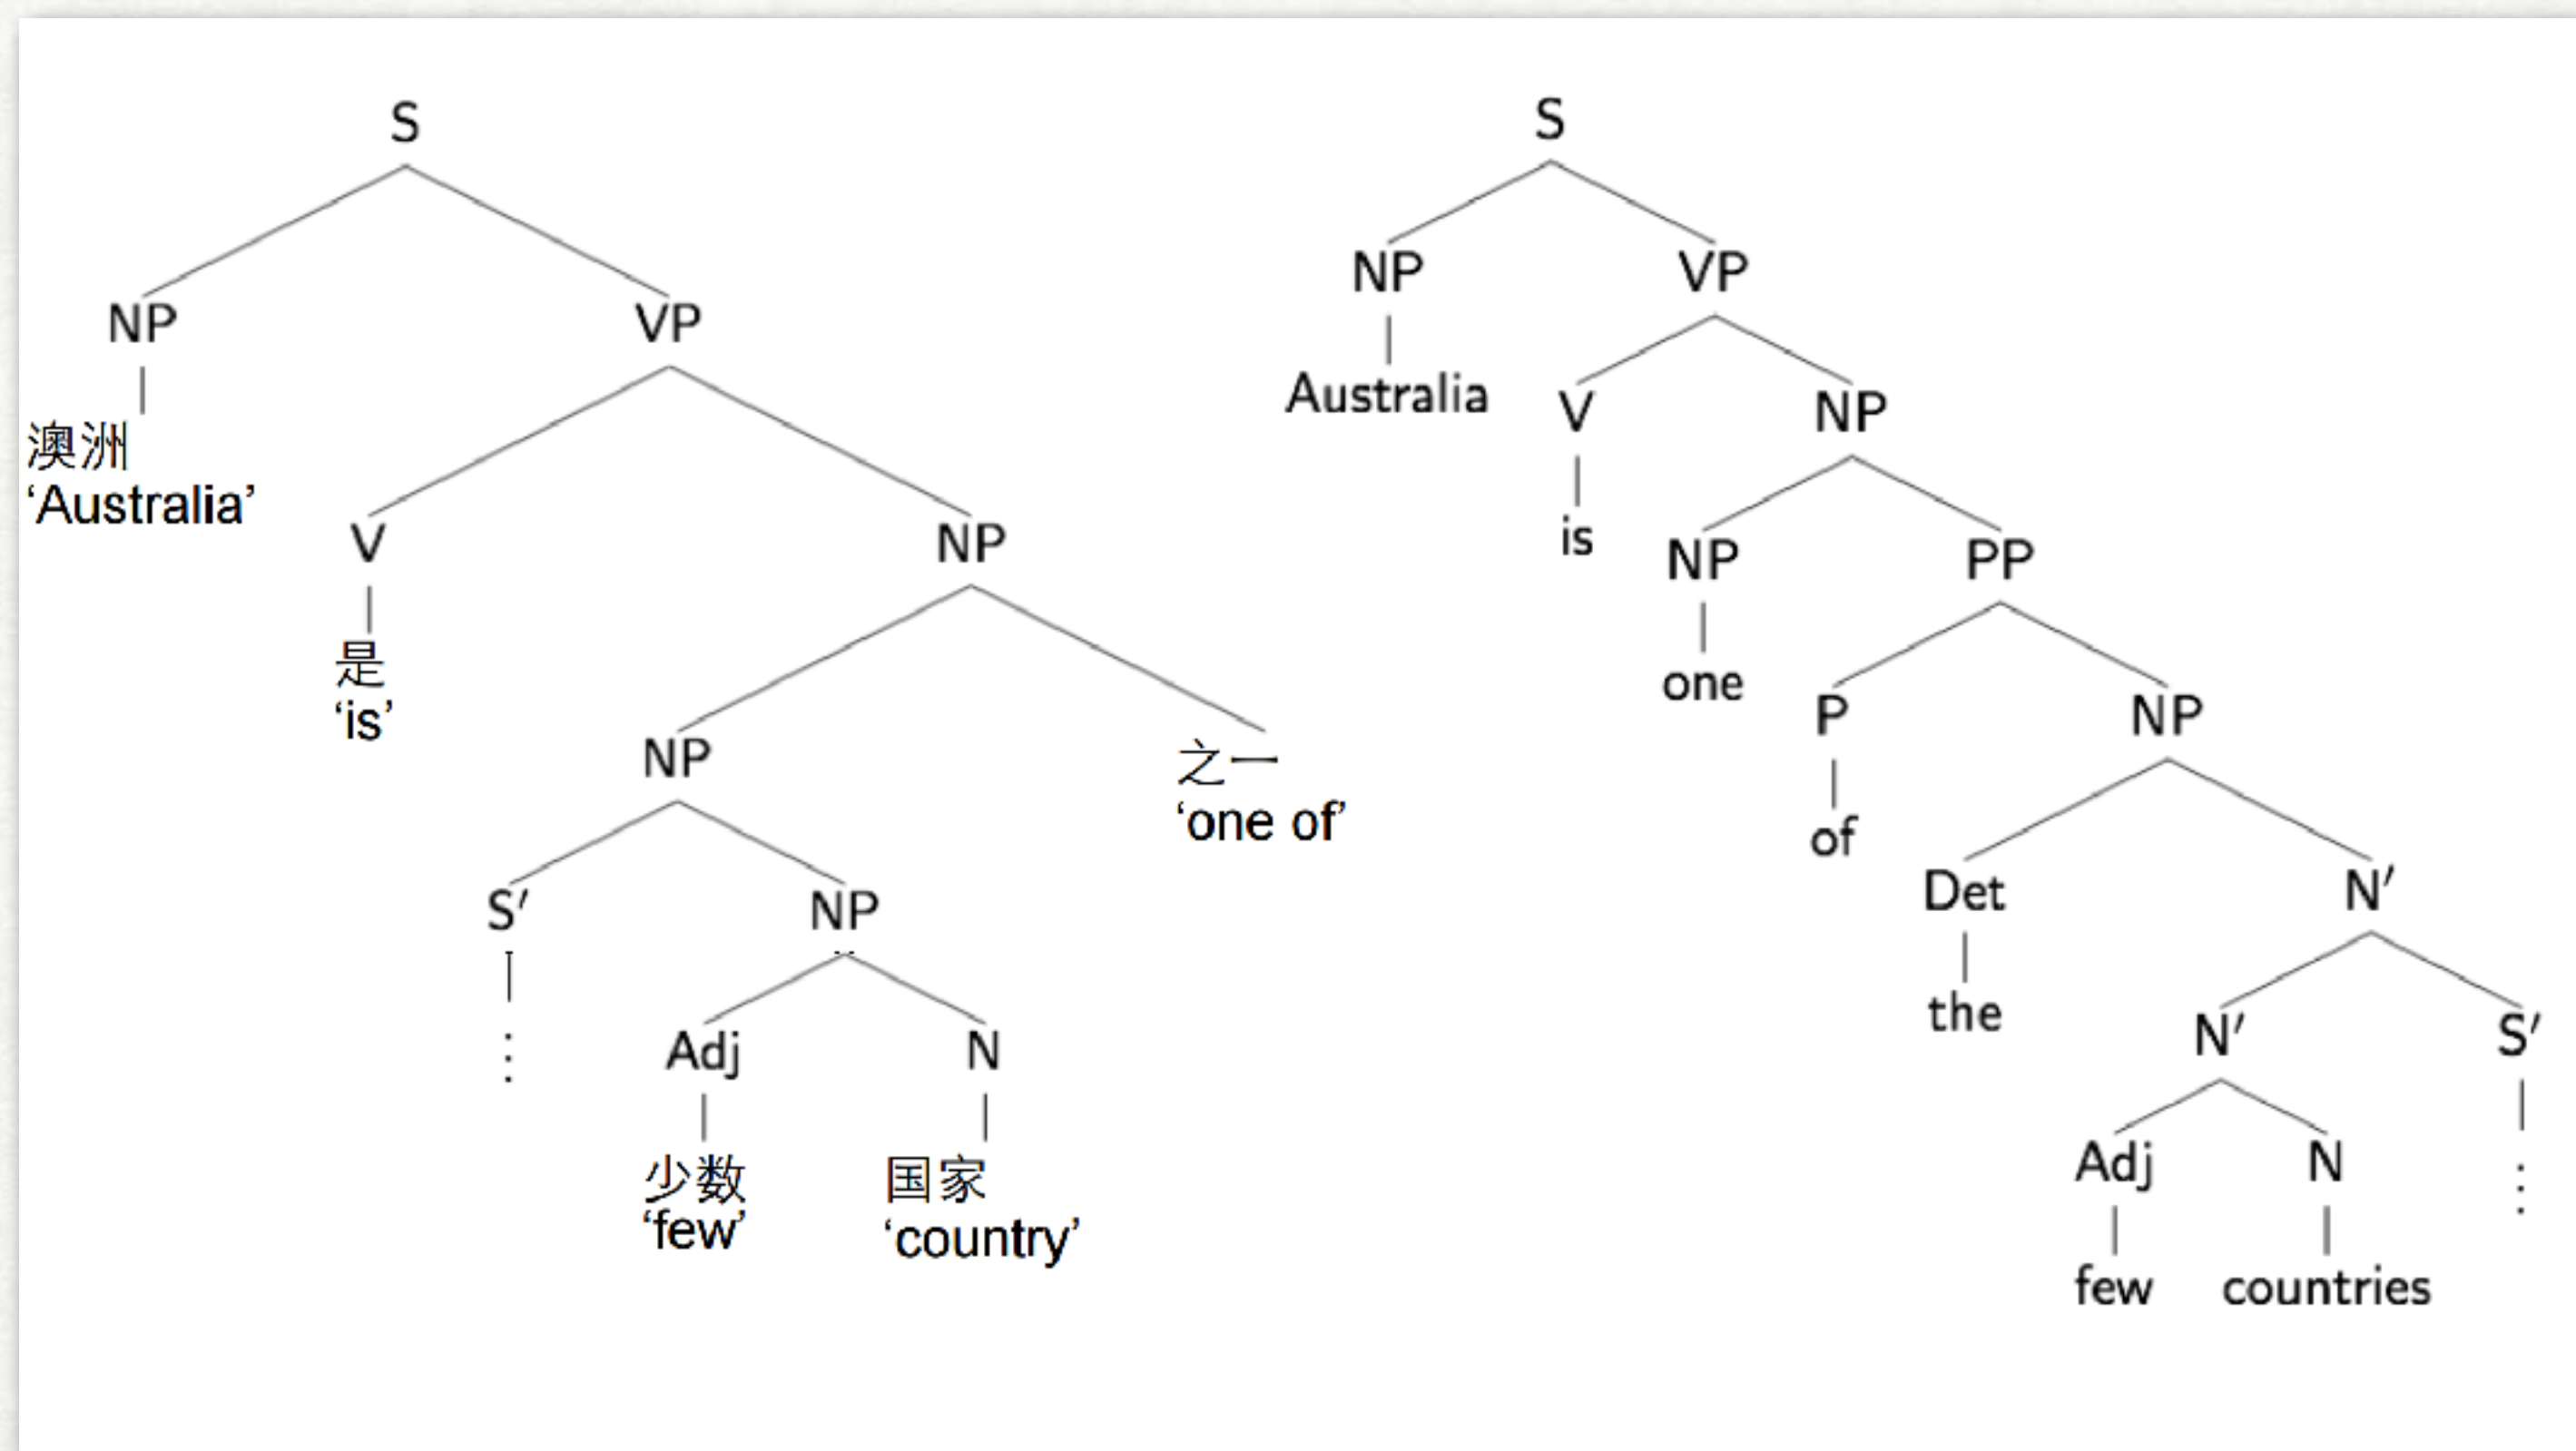 S
NP VP
澳洲
‘Australia’
V NP
是
‘is’
NP 之一
‘one of’
S′ NP
⋮ Adj N
少数 国家
‘few’ ‘country’
S
NP VP
Australia V NP
is NP PP
one P NP
of Det N′
the N′ S′
Adj N ⋮
few countries